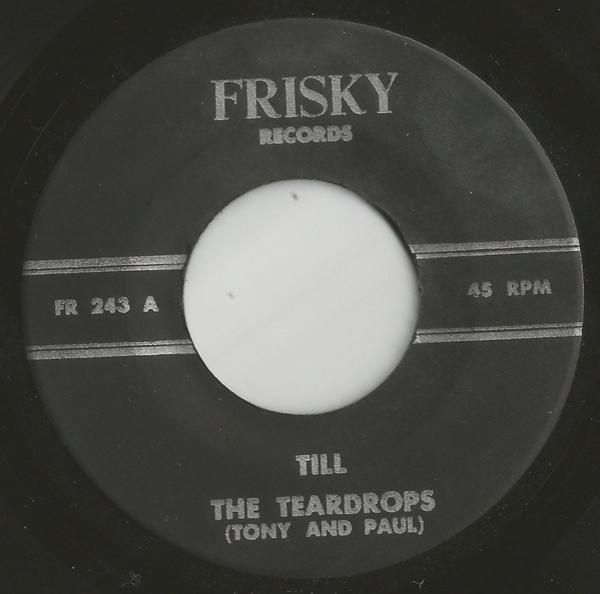 FRISKY
RECORDS
FR 243 A
45 RPM
TILL
THE TEARDROPS
(TONY AND PAUL)